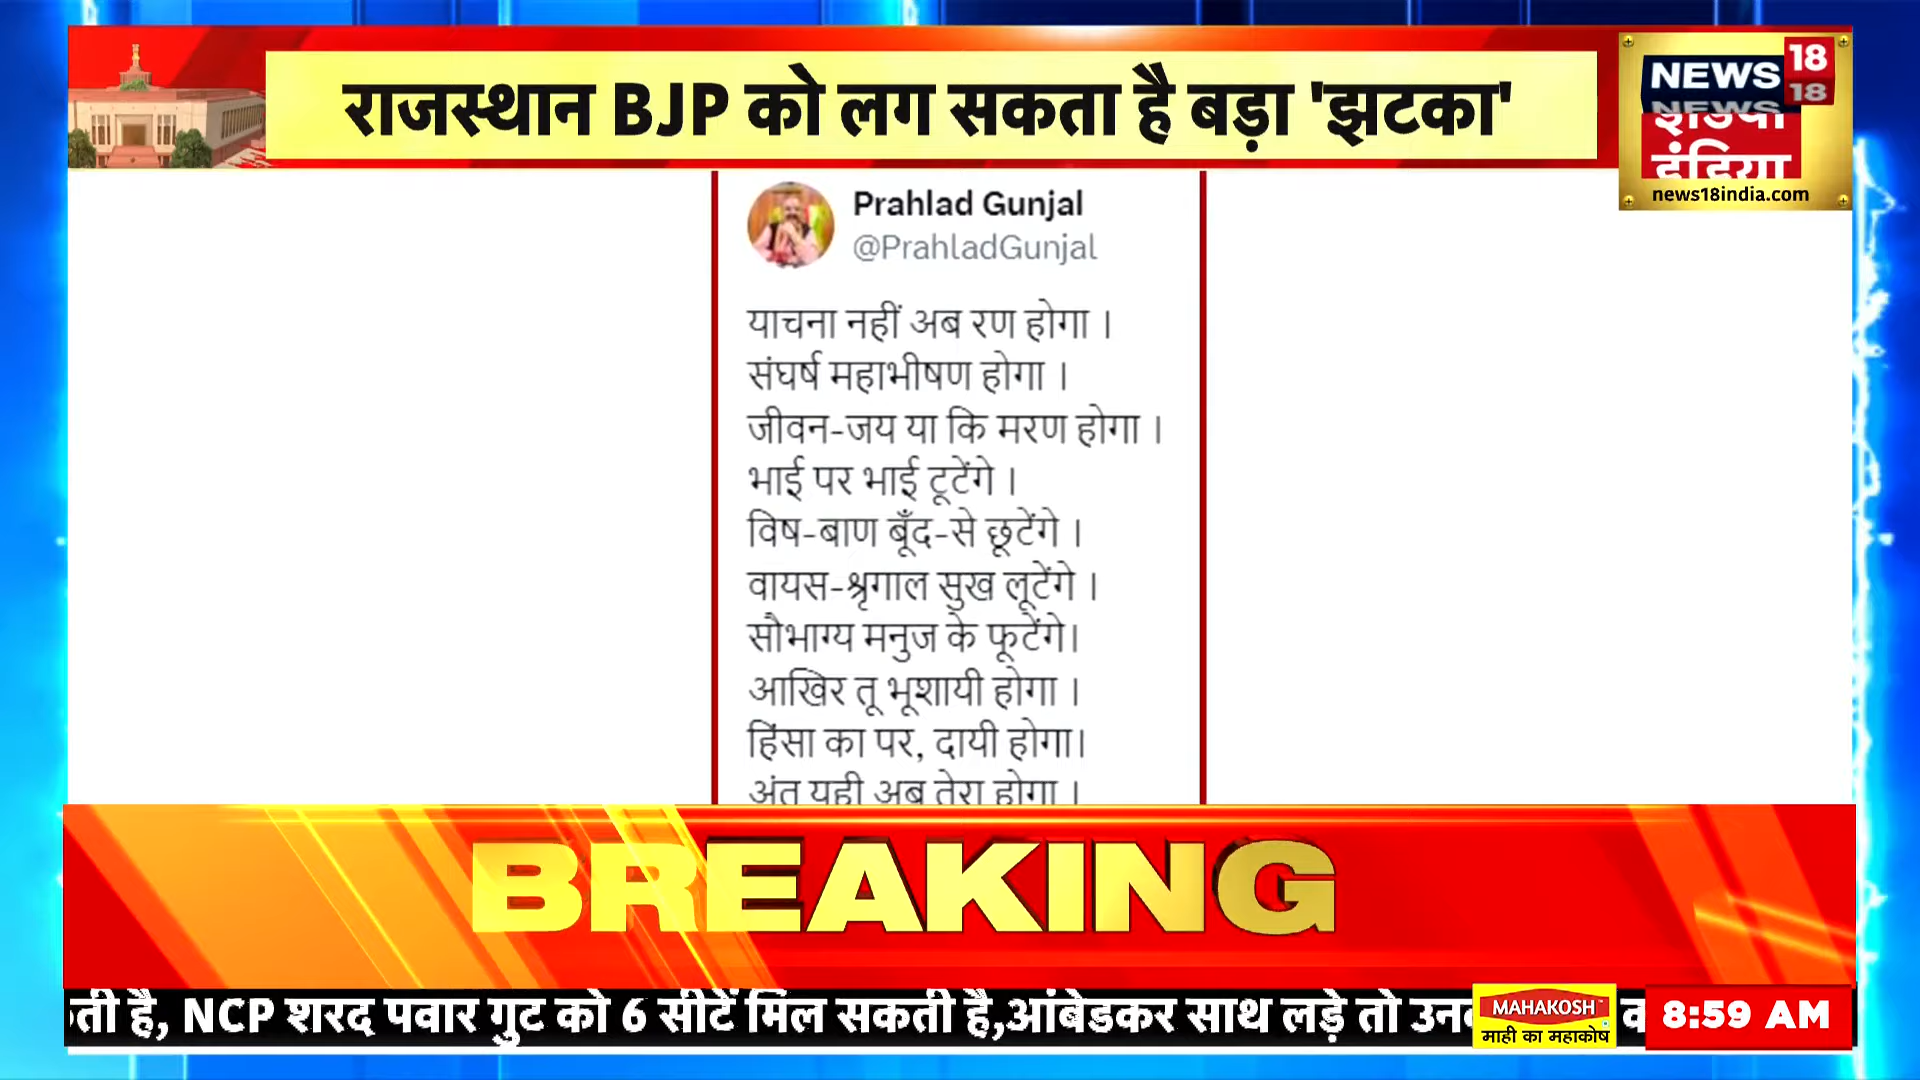 राजस्थान BJP को लग सकता है बड़ा 'झटका'
NEWS 18
इंडिया
news18india.com
Prahlad Gunjal
@PrahladGunjal
याचना नहीं अब रण होगा ।
संघर्ष महाभीषण होगा ।
जीवन-जय या कि मरण होगा ।
भाई पर भाई टूटेंगे ।
विष-बाण बूँद-से छूटेंगे ।
वायस-श्रृगाल सुख लूटेंगे ।
सौभाग्य मनुज के फूटेंगे।
आखिर तू भूशायी होगा ।
हिंसा का पर, दायी होगा।
अंत यही अब तेरा होगा ।
BREAKING
ती है, NCP शरद पवार गुट को 6 सीटें मिल सकती है,आंबेडकर साथ लड़े तो
MAHAKOSH
माही का महाकोष
8:59 AM